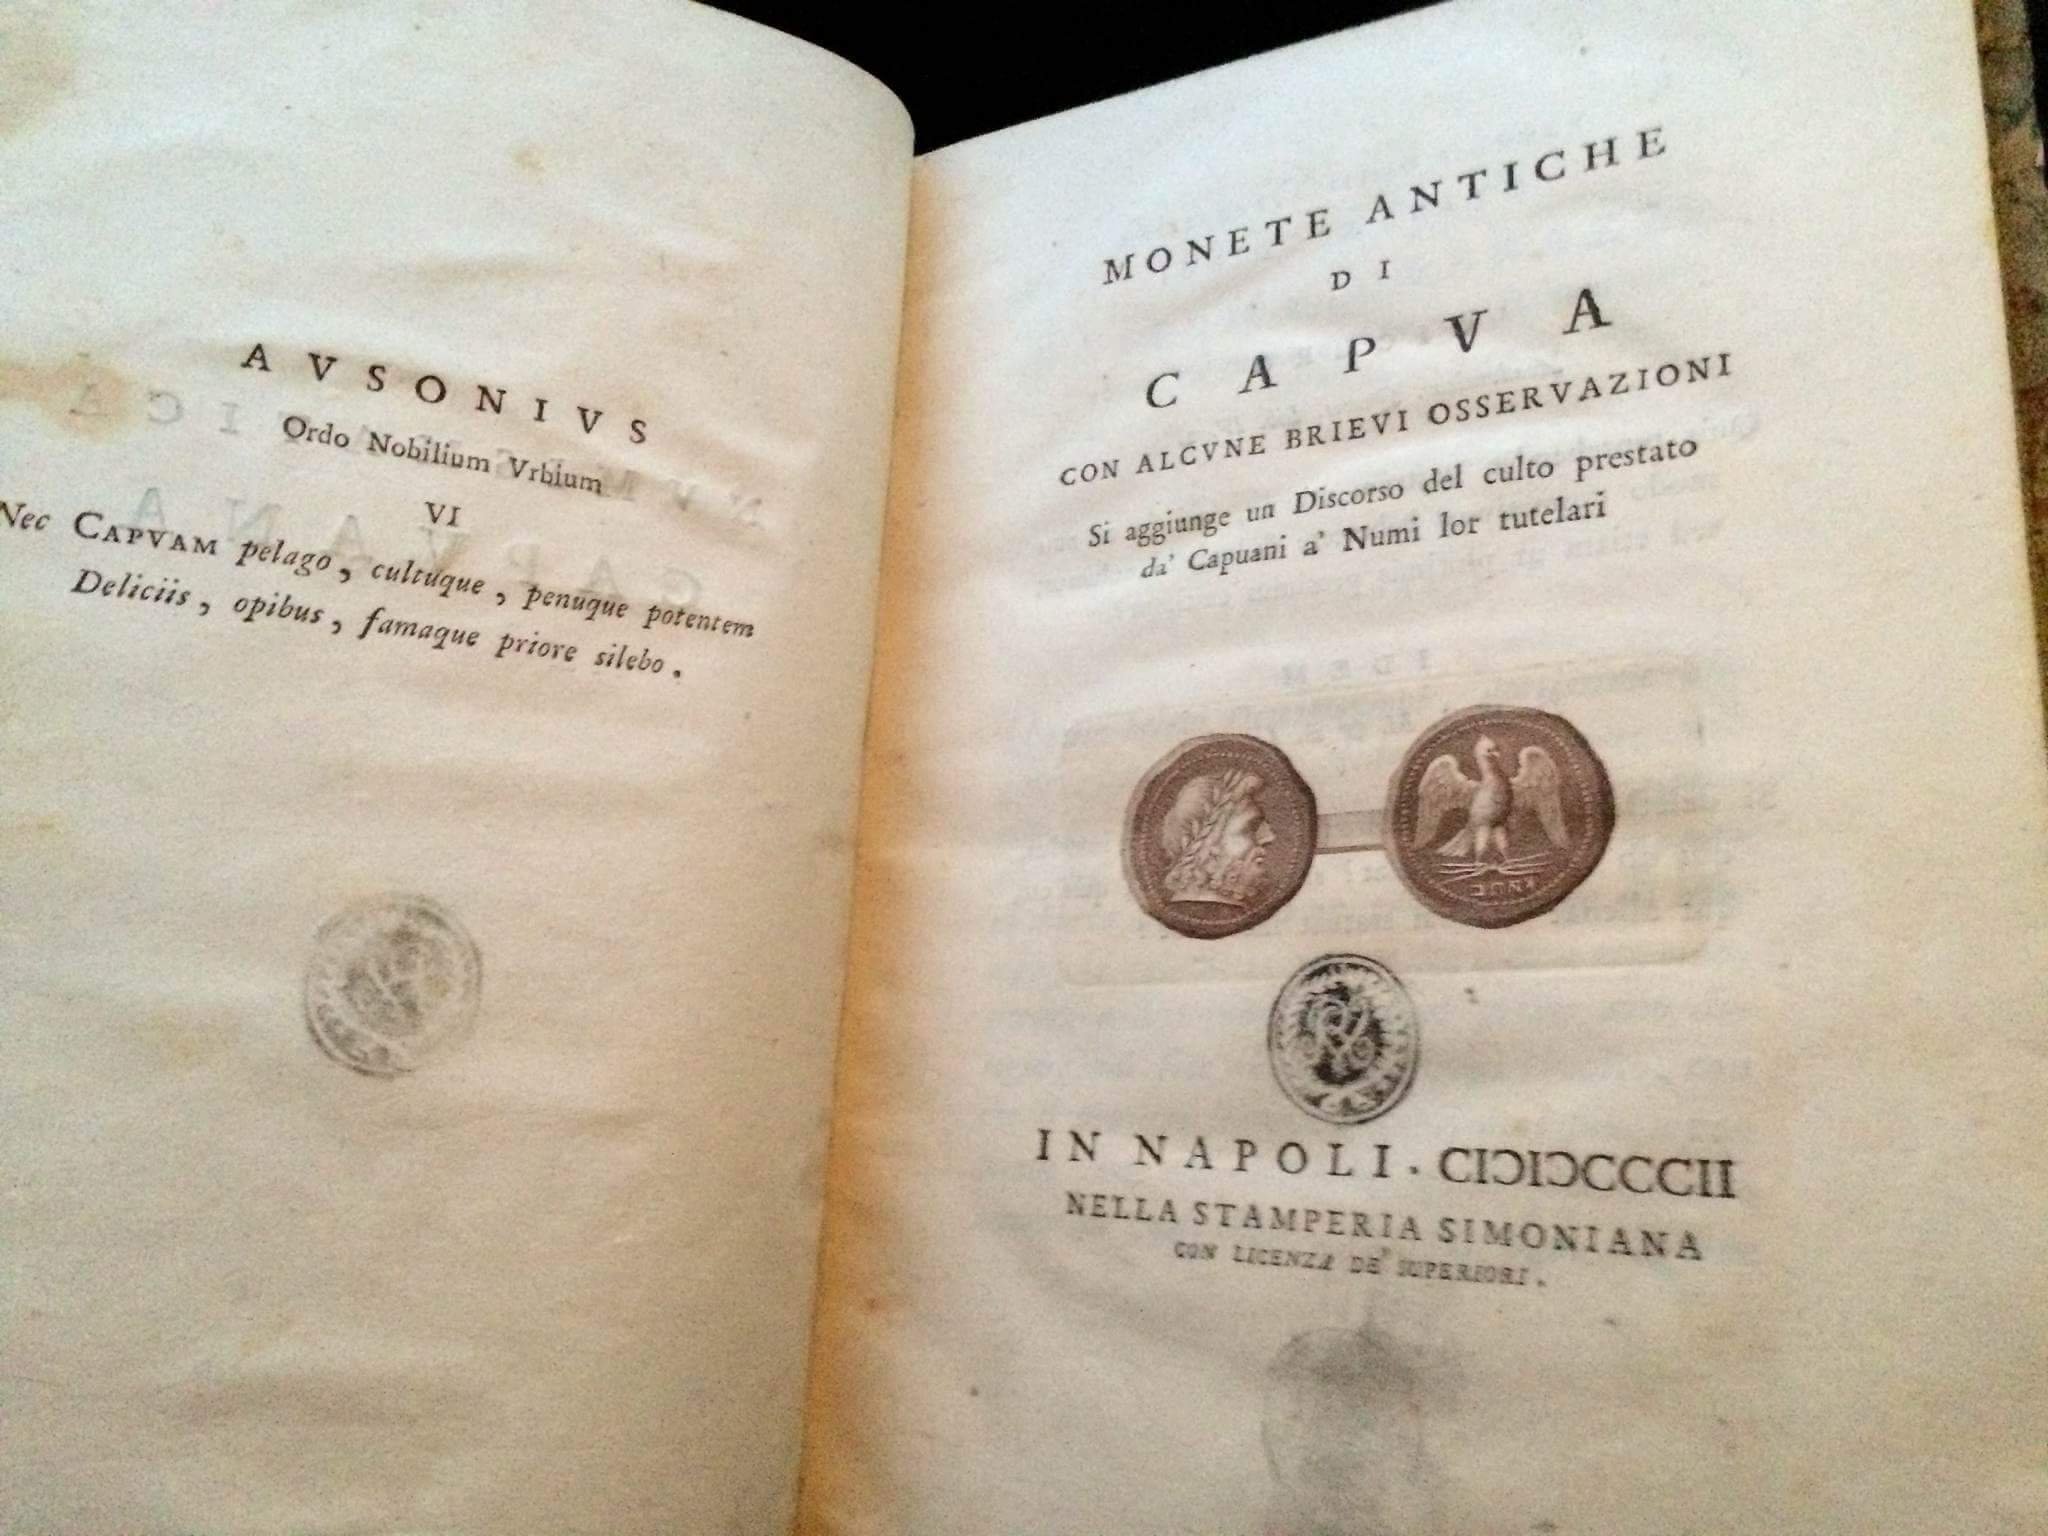 AVSONIVS
Ordo Nobilium Vrbium
VI
Nec CAPVAM pelago, cultuque, penuque potentem
Deliciis, opibus, famaque priore silebo.
MONETE ANTICHE
DI
CAPVA
CON ALCVNE BRIEVI OSSERVAZIONI
Si aggiunge un Discorso del culto prestato
da' Capuani a' Numi lor tutelari
IN NAPOLI. CIƆIƆCCCCII
NELLA STAMPERIA SIMONIANA
CON LICENZA DE' SUPERIORI.